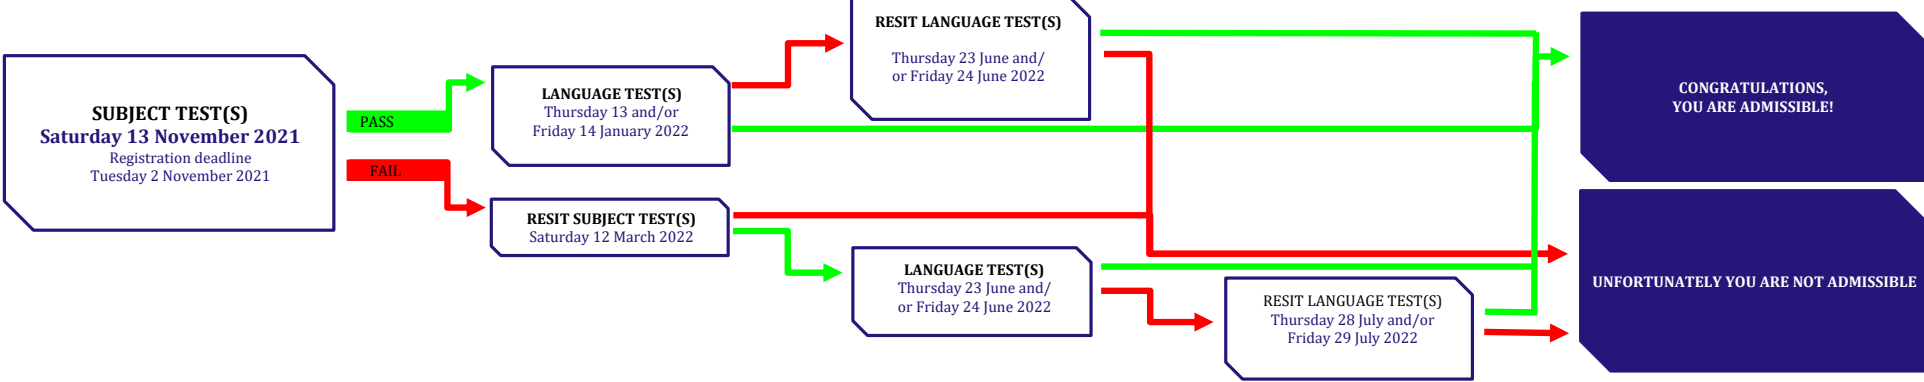 SUBJECT TEST(S)
Saturday 13 November 2021
Registration deadline
Tuesday 2 November 2021
PASS
FAIL
LANGUAGE TEST(S)
Thursday 13 and/or
Friday 14 January 2022
RESIT SUBJECT TEST(S)
Saturday 12 March 2022
RESIT LANGUAGE TEST(S)
Thursday 23 June and/
or Friday 24 June 2022
LANGUAGE TEST(S)
Thursday 23 June and/
or Friday 24 June 2022
RESIT LANGUAGE TEST(S)
Thursday 28 July and/or
Friday 29 July 2022
CONGRATULATIONS,
YOU ARE ADMISSIBLE!
UNFORTUNATELY YOU ARE NOT ADMISSIBLE